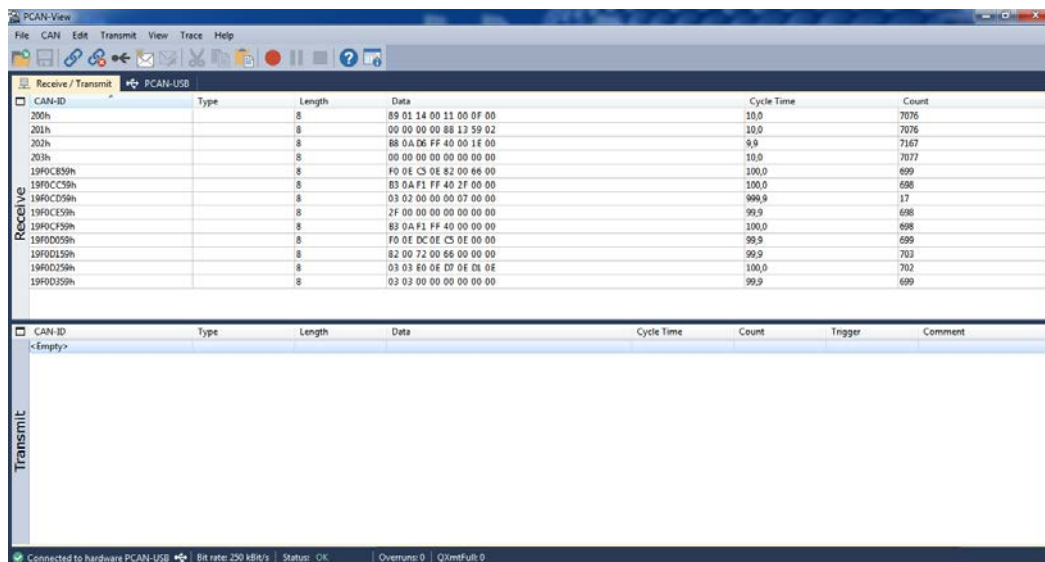 PCAN-View
File CAN Edit Transmit View Trace Help
Receive / Transmit PCAN-USB
CAN-ID Type Length Data Cycle Time Count
200h 8 89 01 14 00 11 00 0F 00 10,0 7076
201h 8 00 00 00 00 88 13 59 02 10,0 7076
202h 8 B8 0A D6 FF 40 00 1E 00 9,9 7167
203h 8 00 00 00 00 00 00 00 00 10,0 7077
19F0CB59h 8 F0 0E C5 0E 82 00 66 00 100,0 699
19F0CC59h 8 B3 0A F1 FF 40 2F 00 00 100,0 698
19F0CD59h 8 03 02 00 00 00 07 00 00 999,9 17
19F0CE59h 8 2F 00 00 00 00 00 00 00 99,9 698
19F0CF59h 8 B3 0A F1 FF 40 00 00 00 100,0 698
19F0D059h 8 F0 0E DC 0E C5 0E 00 00 99,9 699
19F0D159h 8 82 00 72 00 66 00 00 00 99,9 703
19F0D259h 8 03 03 E0 0E D7 0E D1 0E 100,0 702
19F0D359h 8 03 03 00 00 00 00 00 00 99,9 699
Receive
CAN-ID Type Length Data Cycle Time Count Trigger Comment
<Empty>
Transmit
Connected to hardware PCAN-USB Bit rate: 250 kBit/s Status: OK Overruns: 0 QXmtFull: 0